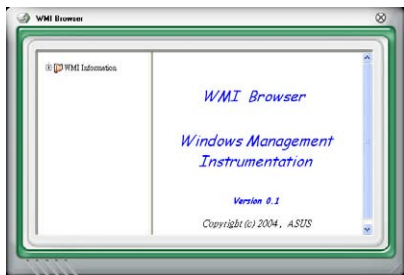 WMI Browser
WMI Information
WMI Browser
Windows Management
Instrumentation
Version 0.1
Copyright (c) 2004, ASUS